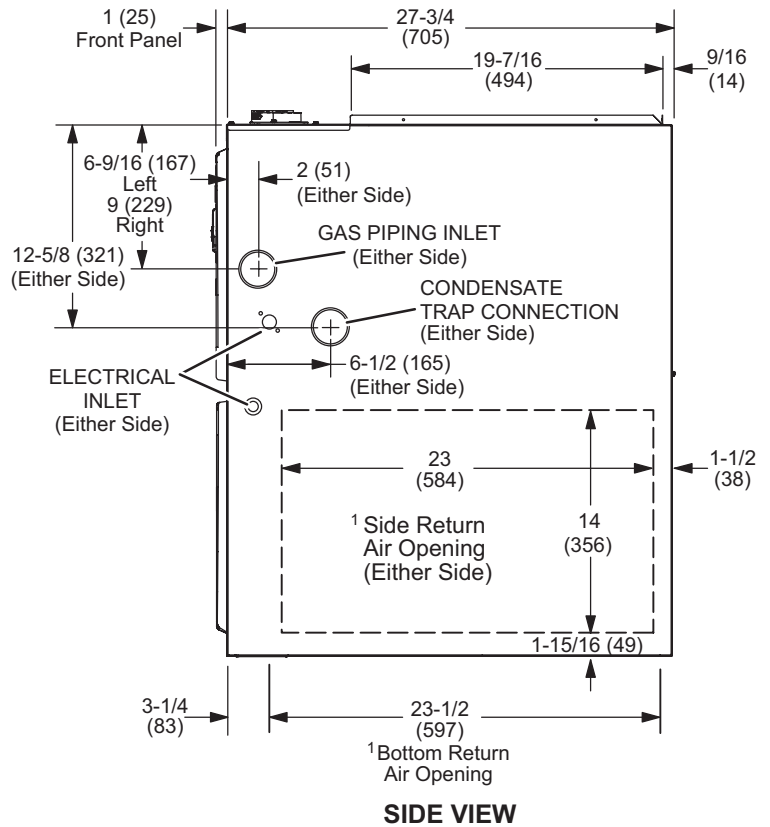 1 (25)
Front Panel
27-3/4
(705)
19-7/16
(494)
9/16
(14)
6-9/16 (167)
Left
9 (229)
Right
2 (51)
(Either Side)
12-5/8 (321)
(Either Side)
GAS PIPING INLET
(Either Side)
CONDENSATE
TRAP CONNECTION
(Either Side)
6-1/2 (165)
(Either Side)
ELECTRICAL
INLET
(Either Side)
23
(584)
1-1/2
(38)
1 Side Return
Air Opening
(Either Side)
14
(356)
1-15/16 (49)
3-1/4
(83)
23-1/2
(597)
1 Bottom Return
Air Opening
SIDE VIEW